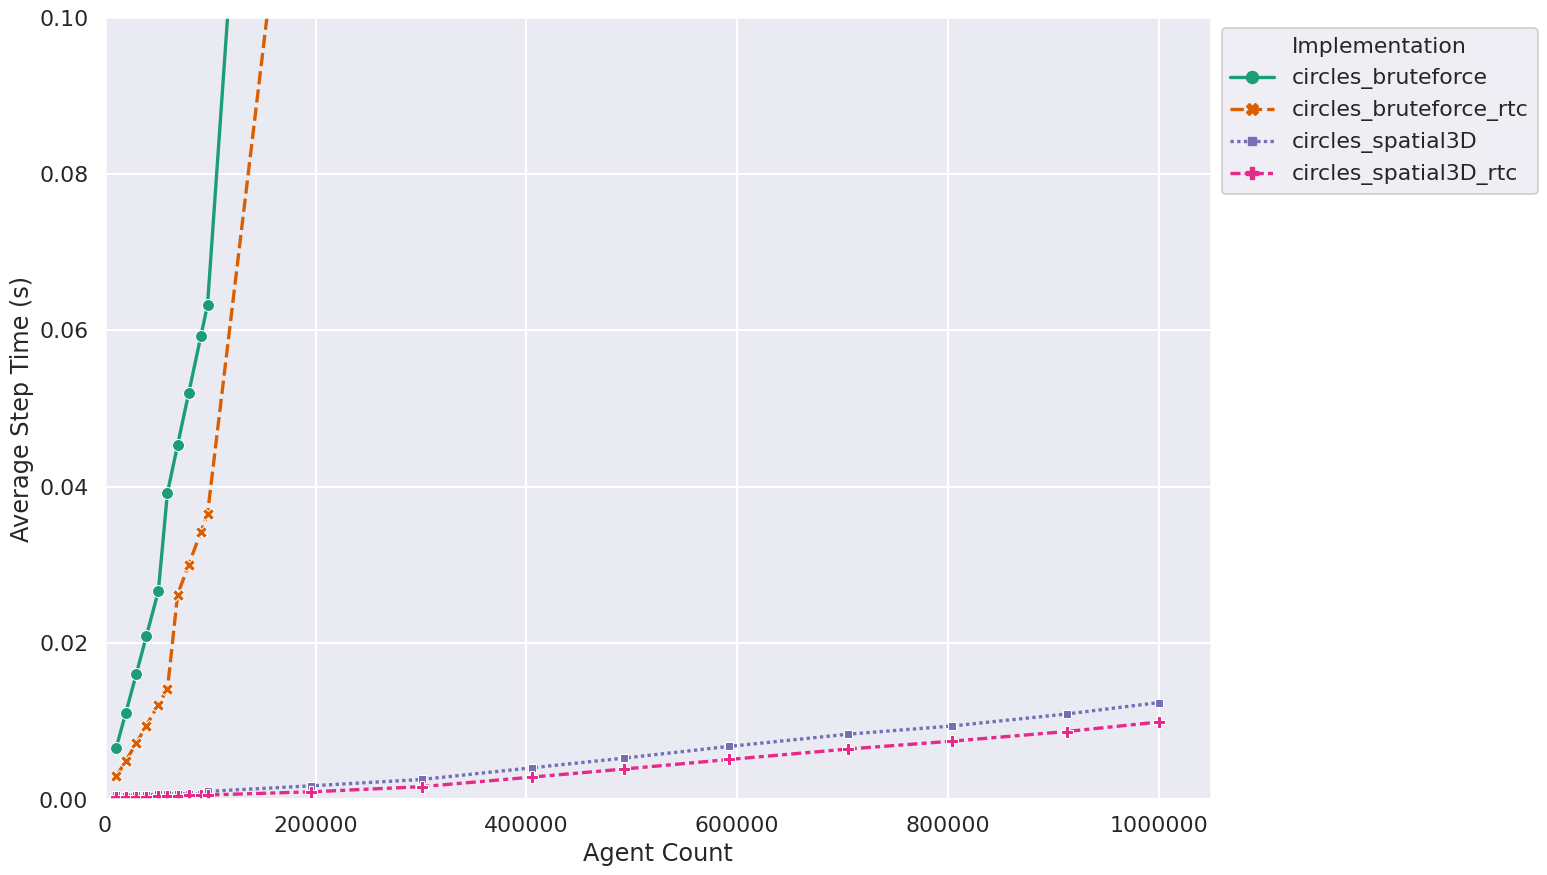 0.10
0.08
0.06
0.04
0.02
0.00
Average Step Time (s)
0
200000
400000
600000
800000
1000000
Agent Count
Implementation
circles_bruteforce
circles_bruteforce_rtc
circles_spatial3D
circles_spatial3D_rtc